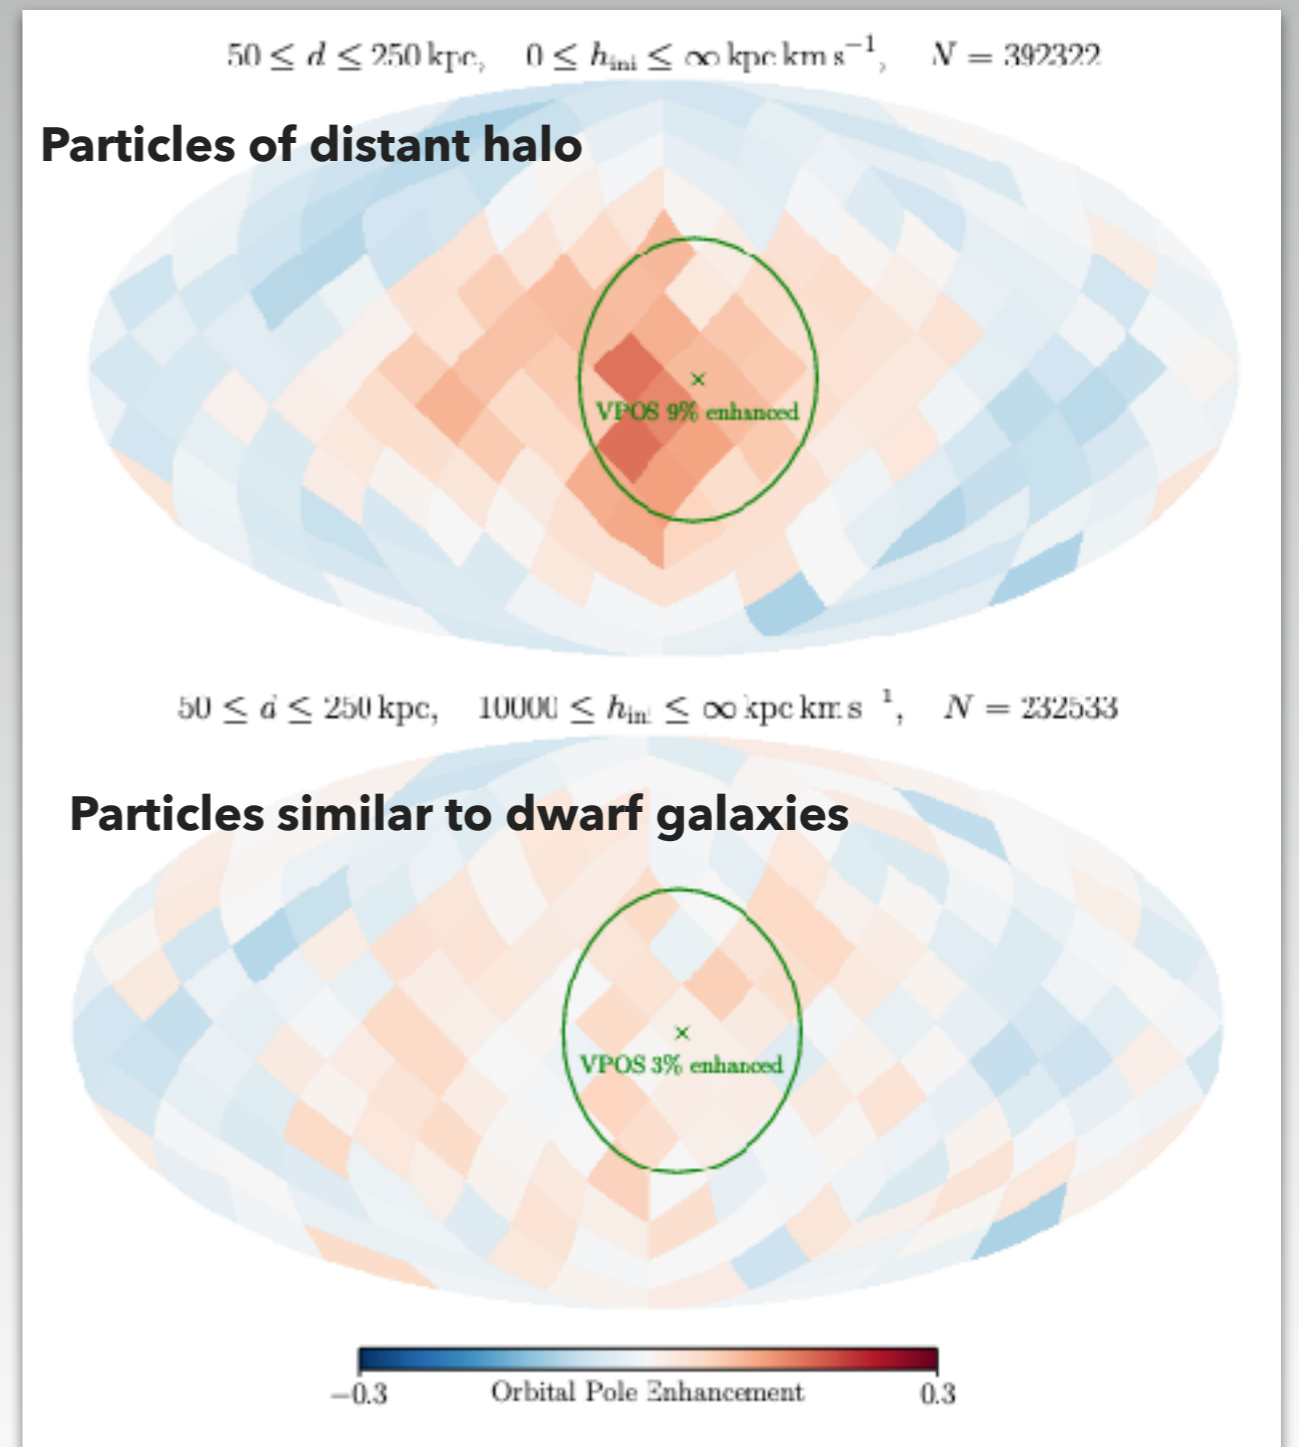 50 ≤ d ≤ 250 kpc, 0 ≤ h_ini ≤ ∞ kpc km s⁻¹, N = 392322
Particles of distant halo
×
VPOS 9% enhanced
50 ≤ d ≤ 250 kpc, 10000 ≤ h_ini ≤ ∞ kpc km s⁻¹, N = 232533
Particles similar to dwarf galaxies
×
VPOS 3% enhanced
−0.3 Orbital Pole Enhancement 0.3